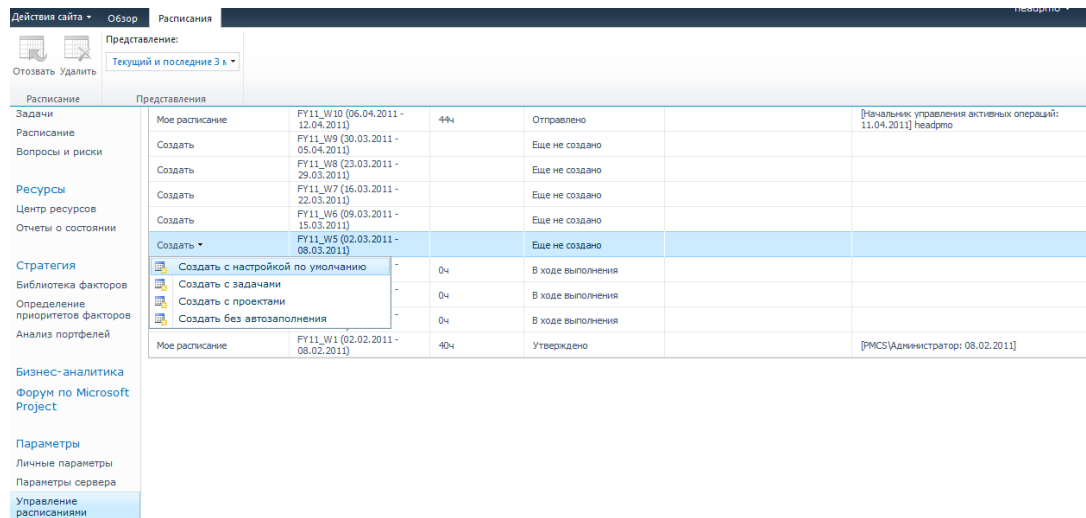 Действия сайта
Обзор
Расписания
headpmo
Отозвать
Удалить
Представление:
Текущий и последние 3 м
Расписание
Представления
Задачи
Расписание
Вопросы и риски
Ресурсы
Центр ресурсов
Отчеты о состоянии
Стратегия
Библиотека факторов
Определение
приоритетов факторов
Анализ портфелей
Бизнес-аналитика
Форум по Microsoft
Project
Параметры
Личные параметры
Параметры сервера
Управление
расписаниями
Мое расписание
FY11_W10 (06.04.2011 -
12.04.2011)
44ч
Отправлено
[Начальник управления активных операций:
11.04.2011] headpmo
Создать
FY11_W9 (30.03.2011 -
05.04.2011)
Еще не создано
Создать
FY11_W8 (23.03.2011 -
29.03.2011)
Еще не создано
Создать
FY11_W7 (16.03.2011 -
22.03.2011)
Еще не создано
Создать
FY11_W6 (09.03.2011 -
15.03.2011)
Еще не создано
Создать
FY11_W5 (02.03.2011 -
08.03.2011)
Еще не создано
Создать с настройкой по умолчанию
Создать с задачами
Создать с проектами
Создать без автозаполнения
-
0ч
В ходе выполнения
-
0ч
В ходе выполнения
-
0ч
В ходе выполнения
Мое расписание
FY11_W1 (02.02.2011 -
08.02.2011)
40ч
Утверждено
[PMCS\Администратор: 08.02.2011]